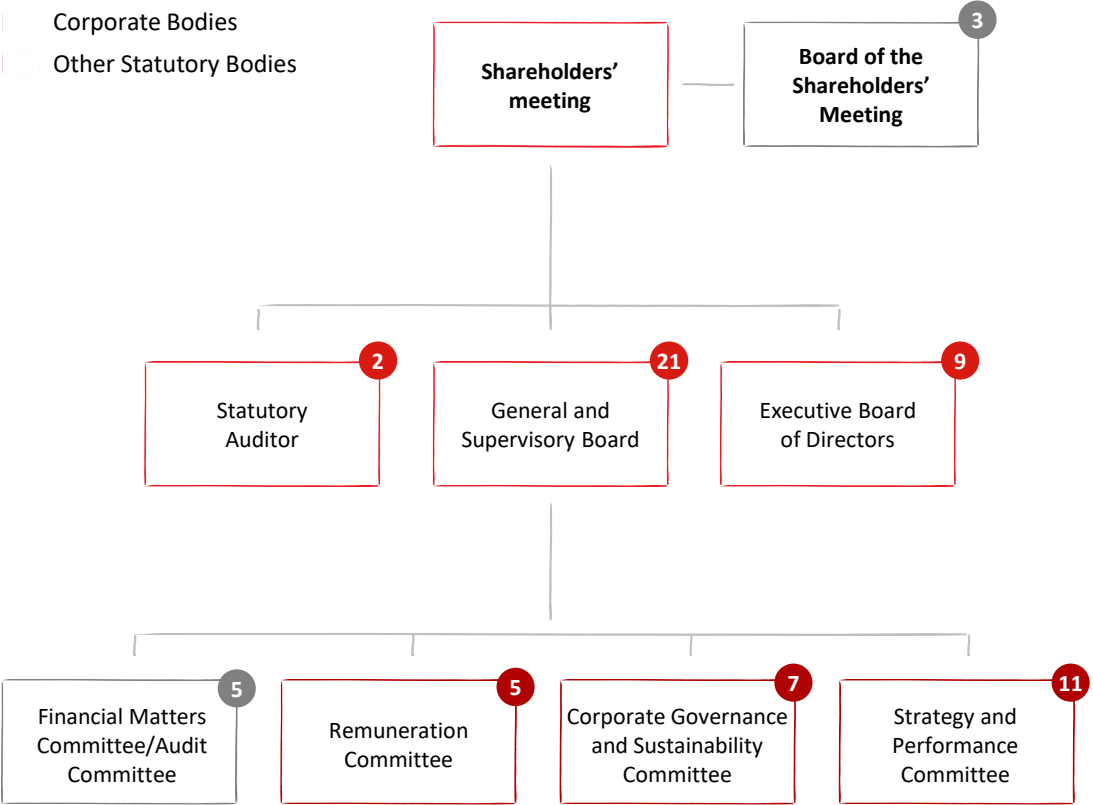 Corporate Bodies
Other Statutory Bodies
Shareholders’
meeting
3
Board of the
Shareholders’
Meeting
2
Statutory
Auditor
21
General and
Supervisory Board
9
Executive Board
of Directors
5
Financial Matters
Committee/Audit
Committee
5
Remuneration
Committee
7
Corporate Governance
and Sustainability
Committee
11
Strategy and
Performance
Committee